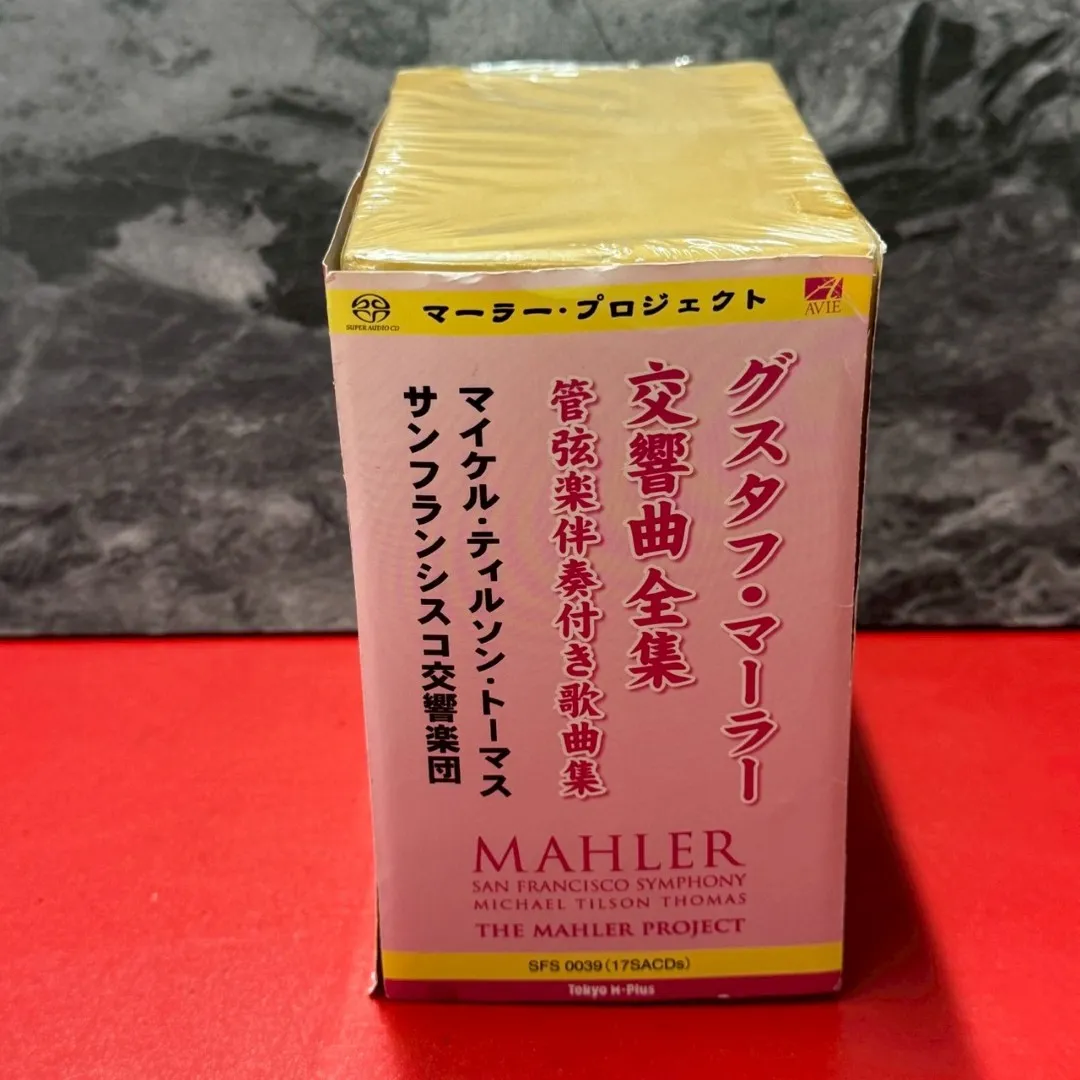 SUPER AUDIO CD
マーラー・プロジェクト
AVIE
グスタフ・マーラー
交響曲全集
管弦楽伴奏付き歌曲集
マイケル・ティルソン・トーマス
サンフランシスコ交響楽団
MAHLER
SAN FRANCISCO SYMPHONY
MICHAEL TILSON THOMAS
THE MAHLER PROJECT
SFS 0039(17SACDs)
Tokyo M-Plus